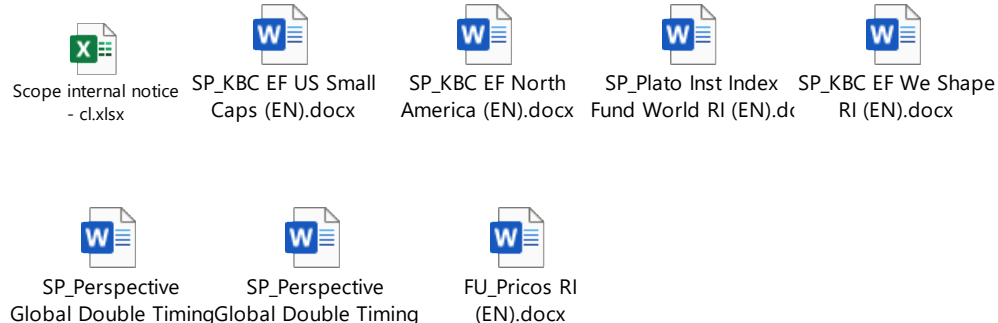 Scope internal notice
- cl.xlsx
SP_KBC EF US Small
Caps (EN).docx
SP_KBC EF North
America (EN).docx
SP_Plato Inst Index
Fund World RI (EN).dc
SP_KBC EF We Shape
RI (EN).docx
SP_Perspective
Global Double Timing
SP_Perspective
Global Double Timing
FU_Pricos RI
(EN).docx